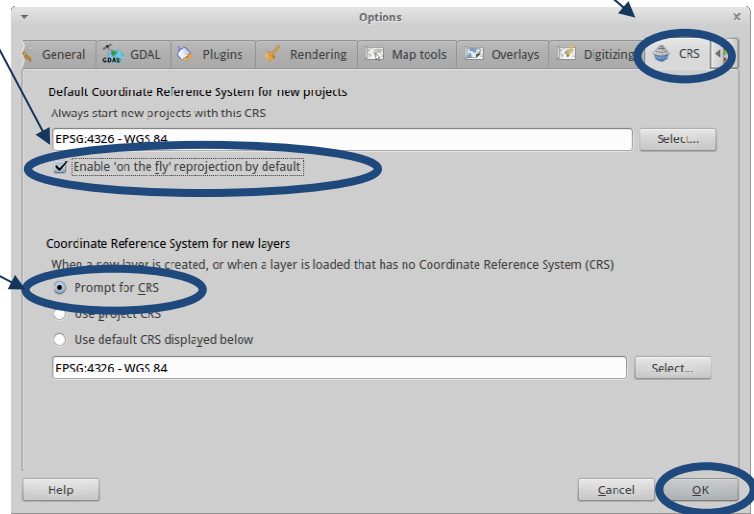 Options
General GDAL Plugins Rendering Map tools Overlays Digitizing CRS
Default Coordinate Reference System for new projects
Always start new projects with this CRS
EPSG:4326 - WGS 84 Select...
Enable 'on the fly' reprojection by default
Coordinate Reference System for new layers
When a new layer is created, or when a layer is loaded that has no Coordinate Reference System (CRS)
Prompt for CRS
Use project CRS
Use default CRS displayed below
EPSG:4326 - WGS 84 Select...
Help Cancel OK